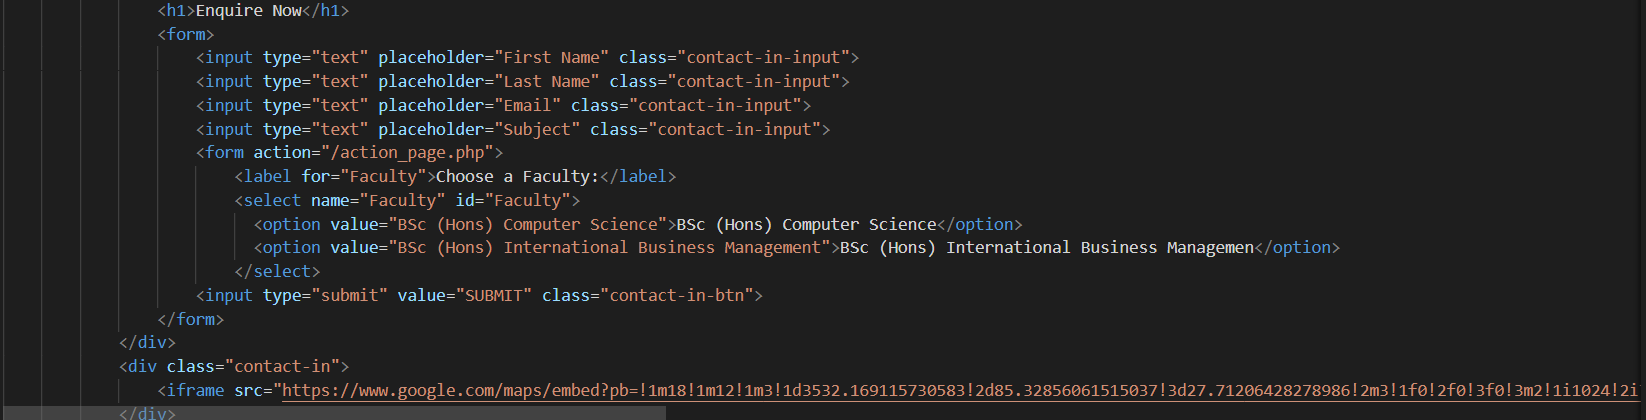 <h1>Enquire Now</h1>
<form>
<input type="text" placeholder="First Name" class="contact-in-input">
<input type="text" placeholder="Last Name" class="contact-in-input">
<input type="text" placeholder="Email" class="contact-in-input">
<input type="text" placeholder="Subject" class="contact-in-input">
<form action="/action_page.php">
<label for="Faculty">Choose a Faculty:</label>
<select name="Faculty" id="Faculty">
<option value="BSc (Hons) Computer Science">BSc (Hons) Computer Science</option>
<option value="BSc (Hons) International Business Management">BSc (Hons) International Business Managemen</option>
</select>
<input type="submit" value="SUBMIT" class="contact-in-btn">
</form>
</div>
<div class="contact-in">
<iframe src="https://www.google.com/maps/embed?pb=!1m18!1m12!1m3!1d3532.169115730583!2d85.32856061515037!3d27.71206428278986!2m3!1f0!2f0!3f0!3m2!1i1024!2i
</div>